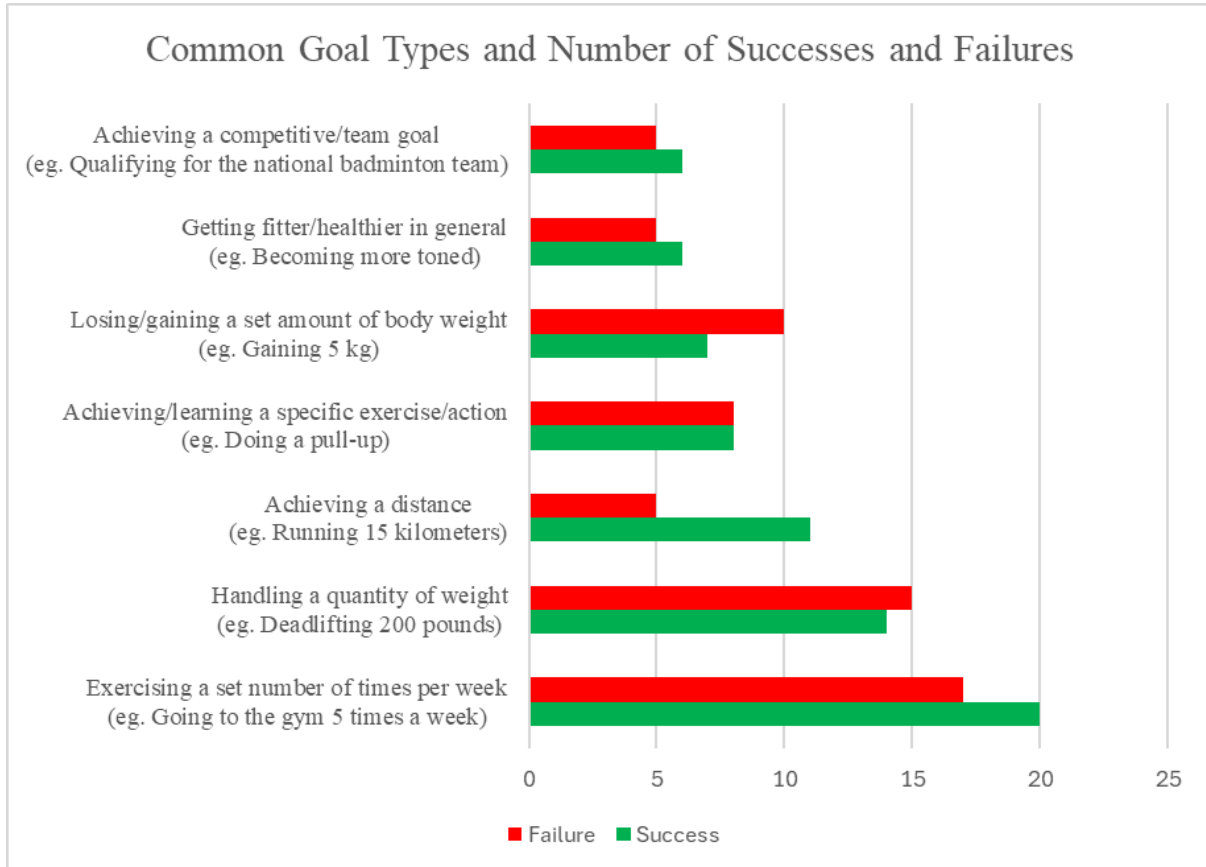 Common Goal Types and Number of Successes and Failures
Achieving a competitive/team goal
(eg. Qualifying for the national badminton team)
Getting fitter/healthier in general
(eg. Becoming more toned)
Losing/gaining a set amount of body weight
(eg. Gaining 5 kg)
Achieving/learning a specific exercise/action
(eg. Doing a pull-up)
Achieving a distance
(eg. Running 15 kilometers)
Handling a quantity of weight
(eg. Deadlifting 200 pounds)
Exercising a set number of times per week
(eg. Going to the gym 5 times a week)
0 5 10 15 20 25
Failure Success